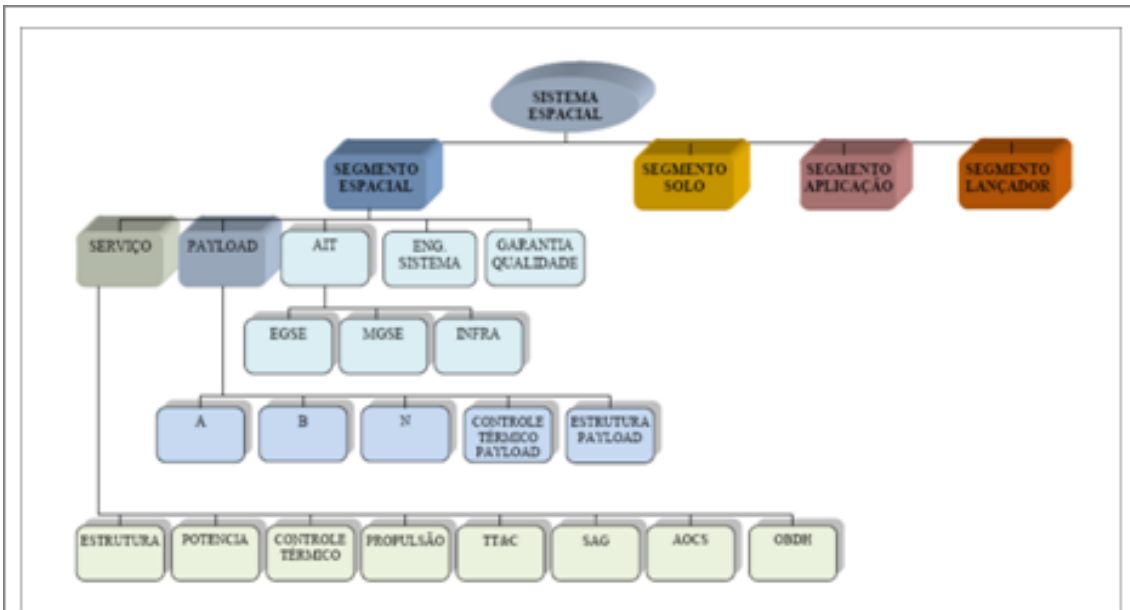 SISTEMA
ESPACIAL
SEGMENTO
ESPACIAL
SEGMENTO
SOLO
SEGMENTO
APLICAÇÃO
SEGMENTO
LANÇADOR
SERVIÇO
PAYLOAD
AIT
ENG.
SISTEMA
GARANTIA
QUALIDADE
EGSE
MGSE
INFRA
A
B
N
CONTROLE
TÉRMICO
PAYLOAD
ESTRUTURA
PAYLOAD
ESTRUTURA
POTENCIA
CONTROLE
TÉRMICO
PROPULSÃO
TT&C
SAG
AOCS
OBDH